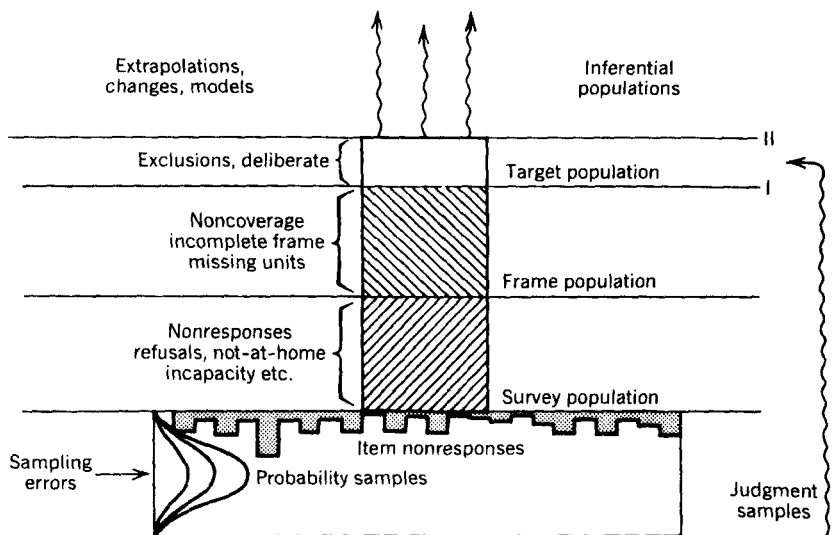 Extrapolations,
changes, models
Inferential
populations
II
Exclusions, deliberate
Target population
I
Noncoverage
incomplete frame
missing units
Frame population
Nonresponses
refusals, not-at-home
incapacity etc.
Survey population
Item nonresponses
Sampling
errors
Probability samples
Judgment
samples